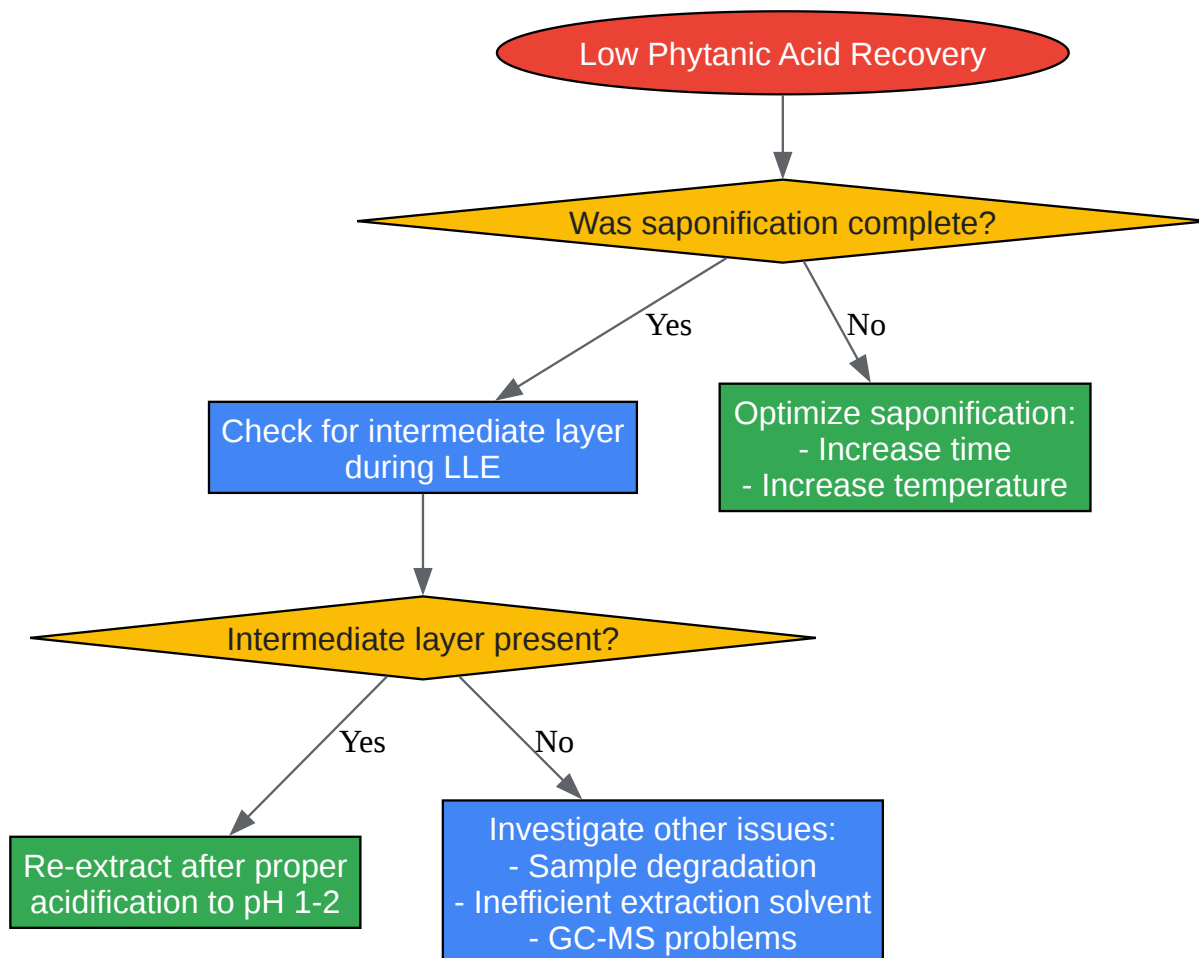 Low Phytanic Acid Recovery
Was saponification complete?
Yes
No
Check for intermediate layer
during LLE
Optimize saponification:
- Increase time
- Increase temperature
Intermediate layer present?
Yes
No
Re-extract after proper
acidification to pH 1-2
Investigate other issues:
- Sample degradation
- Inefficient extraction solvent
- GC-MS problems